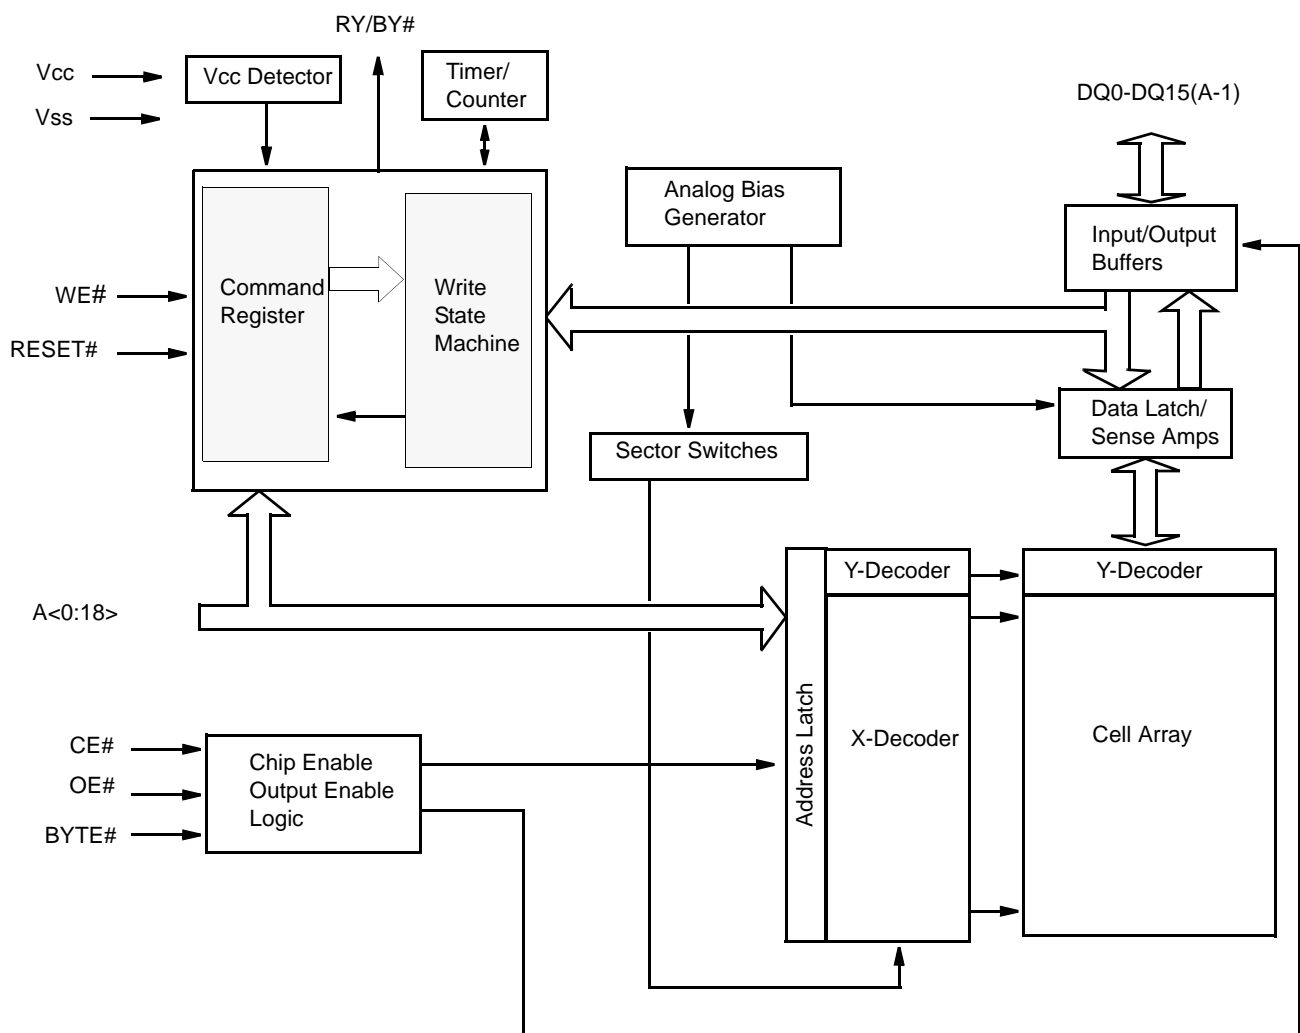 RY/BY#
Vcc
Vss
Vcc Detector
Timer/
Counter
DQ0-DQ15(A-1)
Analog Bias
Generator
Input/Output
Buffers
WE#
RESET#
Command
Register
Write
State
Machine
Data Latch/
Sense Amps
Sector Switches
A<0:18>
Y-Decoder
Y-Decoder
Address Latch
X-Decoder
Cell Array
CE#
OE#
BYTE#
Chip Enable
Output Enable
Logic